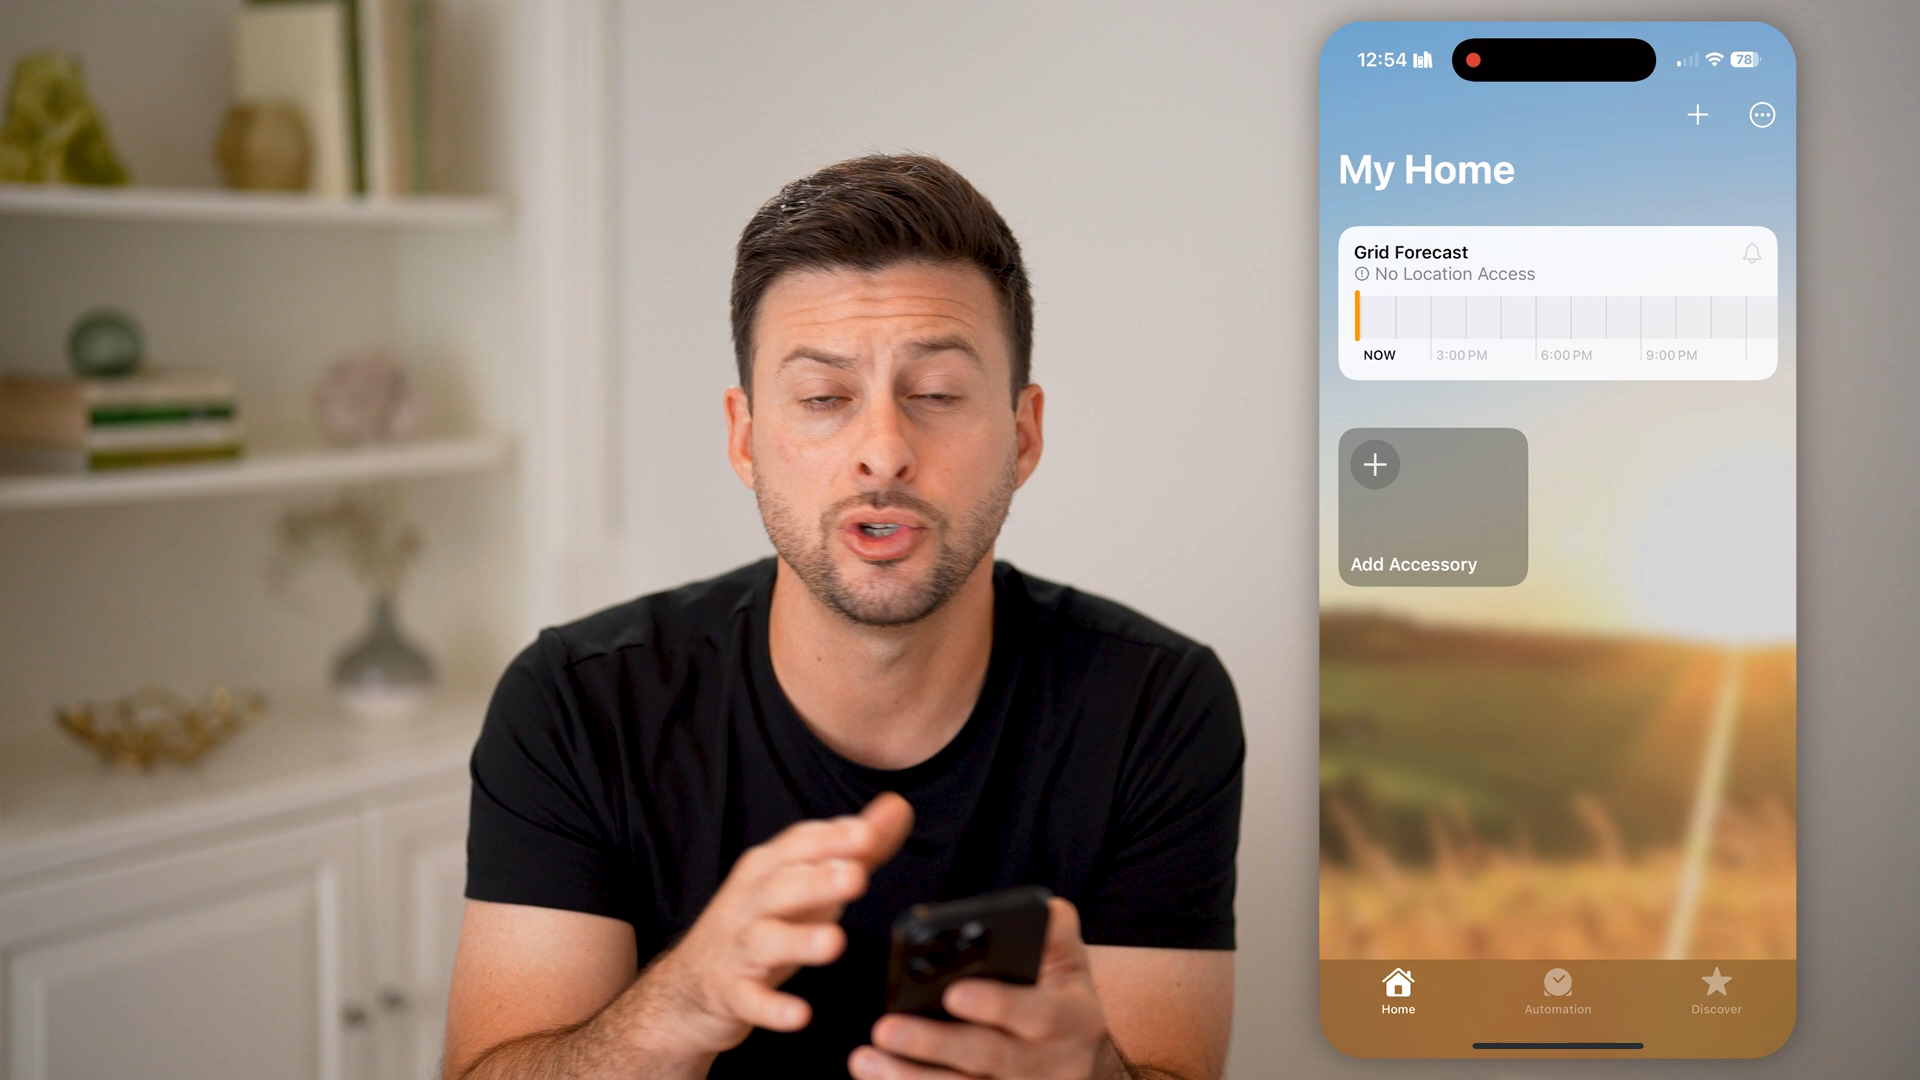 12:54
78
My Home
Grid Forecast
No Location Access
NOW 3:00 PM 6:00 PM 9:00 PM
Add Accessory
Home Automation Discover